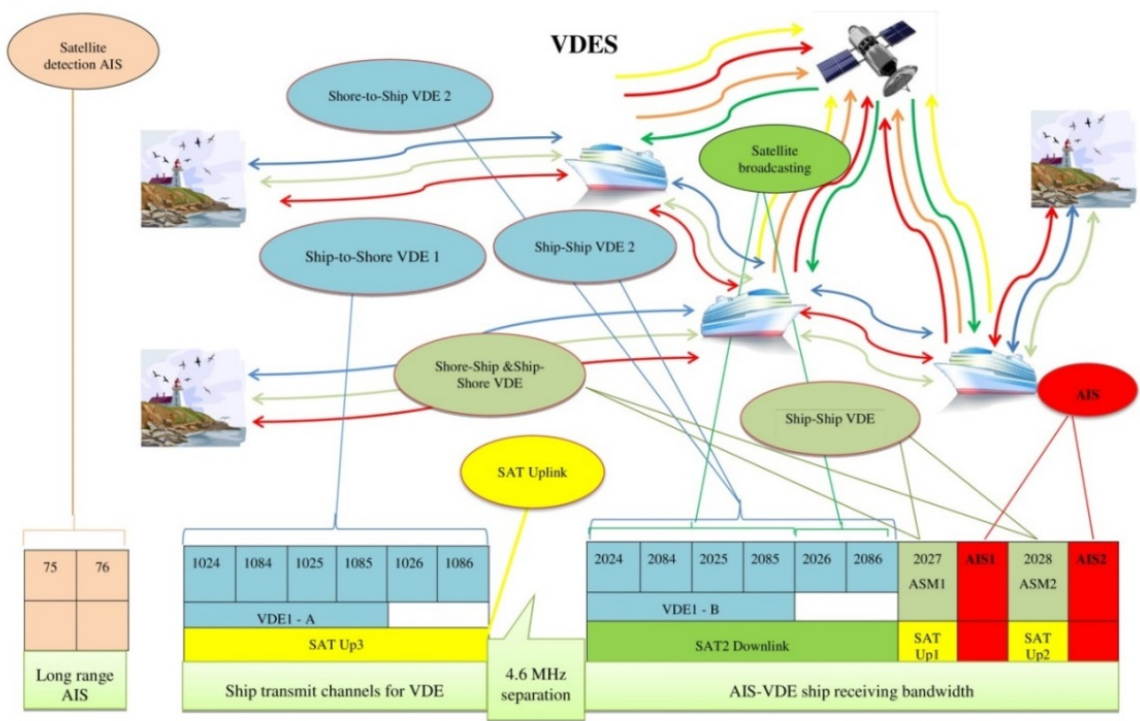 VDES
Satellite
detection AIS
Shore-to-Ship VDE 2
Satellite
broadcasting
Ship-to-Shore VDE 1
Ship-Ship VDE 2
Shore-Ship &Ship-
Shore VDE
Ship-Ship VDE
AIS
SAT Uplink
75 76
Long range
AIS
1024 1084 1025 1085 1026 1086
VDE1 - A
SAT Up3
Ship transmit channels for VDE
4.6 MHz
separation
2024 2084 2025 2085 2026 2086 2027 AIS1 2028 AIS2
ASM1 ASM2
VDE1 - B
SAT2 Downlink
SAT
Up1
SAT
Up2
AIS-VDE ship receiving bandwidth